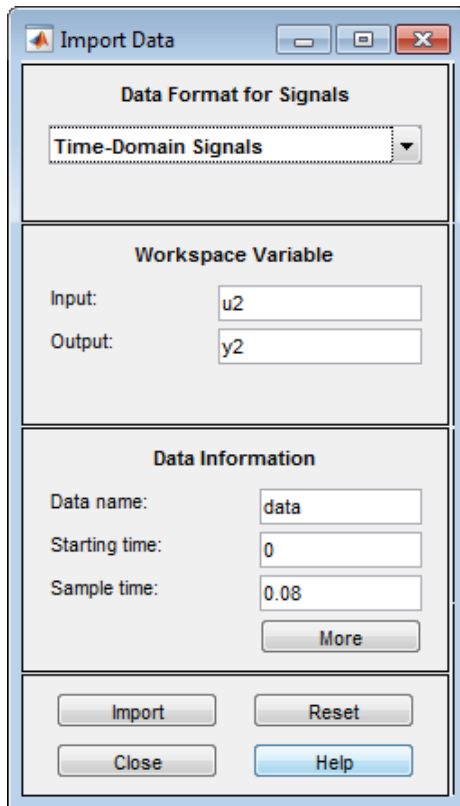 Import Data
Data Format for Signals
Time-Domain Signals
Workspace Variable
Input: u2
Output: y2
Data Information
Data name: data
Starting time: 0
Sample time: 0.08
More
Import Reset
Close Help